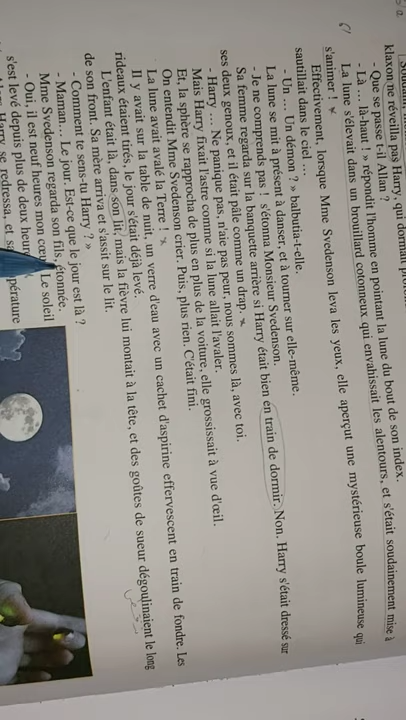 klaxon ne réveilla pas Harry, qui dormait
- Que se passe t-il Allan ?
- Là ... là-haut ! » répondit l'homme en pointant la lune du bout de son index.
La lune s'élevait dans un brouillard cotonneux qui envahissait les alentours, et s'était soudainement mise à
s'animer !
Effectivement, lorsque Mme Svedenson leva les yeux, elle aperçut une mystérieuse boule lumineuse qui
sautillait dans le ciel ...
- Un ... Un démon ? » balbutia-t-elle.
La lune se mit à présent à danser, et à tourner sur elle-même.
- Je ne comprends pas ! s'étonna Monsieur Svedenson.
Sa femme regarda sur la banquette arrière si Harry était bien en train de dormir. Non. Harry s'était dressé sur
ses deux genoux, et il était pâle comme un drap.
- Harry ... Ne panique pas, n'aie pas peur, nous sommes là, avec toi.
Mais Harry fixait l'astre comme si la lune allait l'avaler.
Et, la sphère se rapprocha de plus en plus de la voiture, elle grossissait à vue d'œil.
On entendit Mme Svedenson crier. Puis, plus rien. C'était fini.
La lune avait avalé la Terre !
Il y avait sur la table de nuit, un verre d'eau avec un cachet d'aspirine effervescent en train de fondre. Les
rideaux étaient tirés, le jour s'était déjà levé.
L'enfant était là, dans son lit, mais la fièvre lui montait à la tête, et des goûtes de sueur dégoulinaient le long
de son front. Sa mère arriva et s'assit sur le lit.
- Comment te sens-tu Harry ? »
- Maman... Le jour. Est-ce que le jour est là ?
Mme Svedenson regarda son fils, étonnée.
- Oui, il est neuf heures mon cœur. Le soleil
s'est levé depuis plus de deux heures
Harry se redressa, et sa